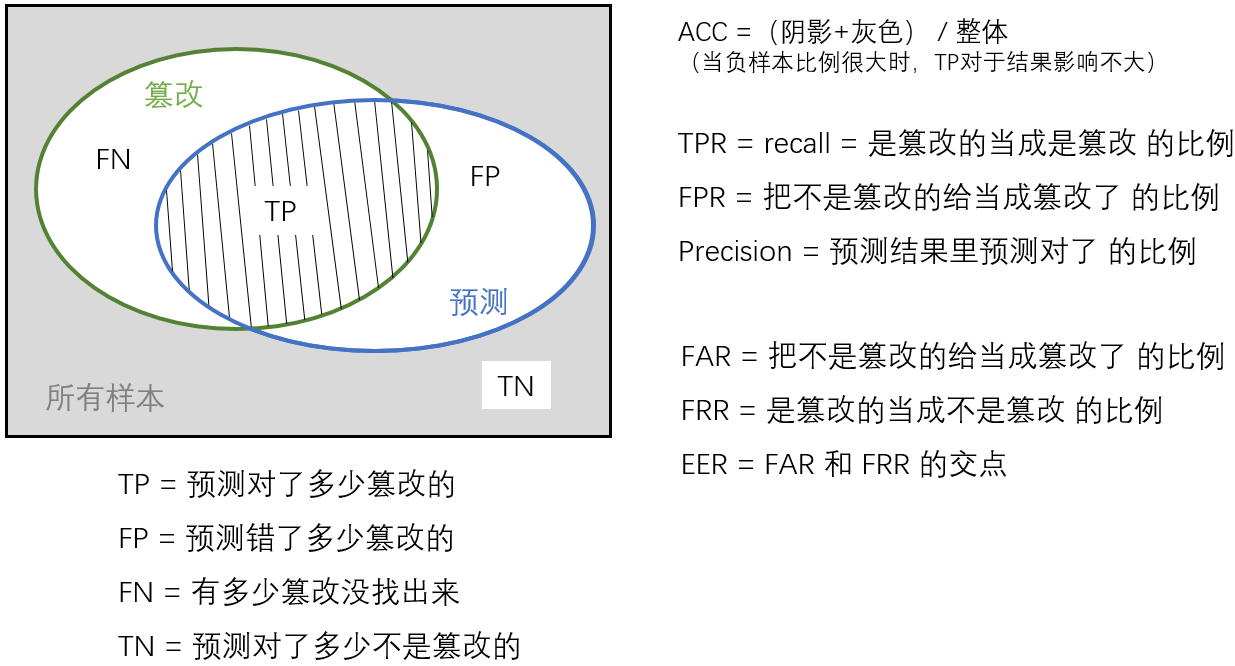 篡改
FN
TP
FP
预测
TN
所有样本
TP = 预测对了多少篡改的
FP = 预测错了多少篡改的
FN = 有多少篡改没找出来
TN = 预测对了多少不是篡改的
ACC =（阴影+灰色） / 整体
（当负样本比例很大时，TP对于结果影响不大）
TPR = recall = 是篡改的当成是篡改 的比例
FPR = 把不是篡改的给当成篡改了 的比例
Precision = 预测结果里预测对了 的比例
FAR = 把不是篡改的给当成篡改了 的比例
FRR = 是篡改的当成不是篡改 的比例
EER = FAR 和 FRR 的交点